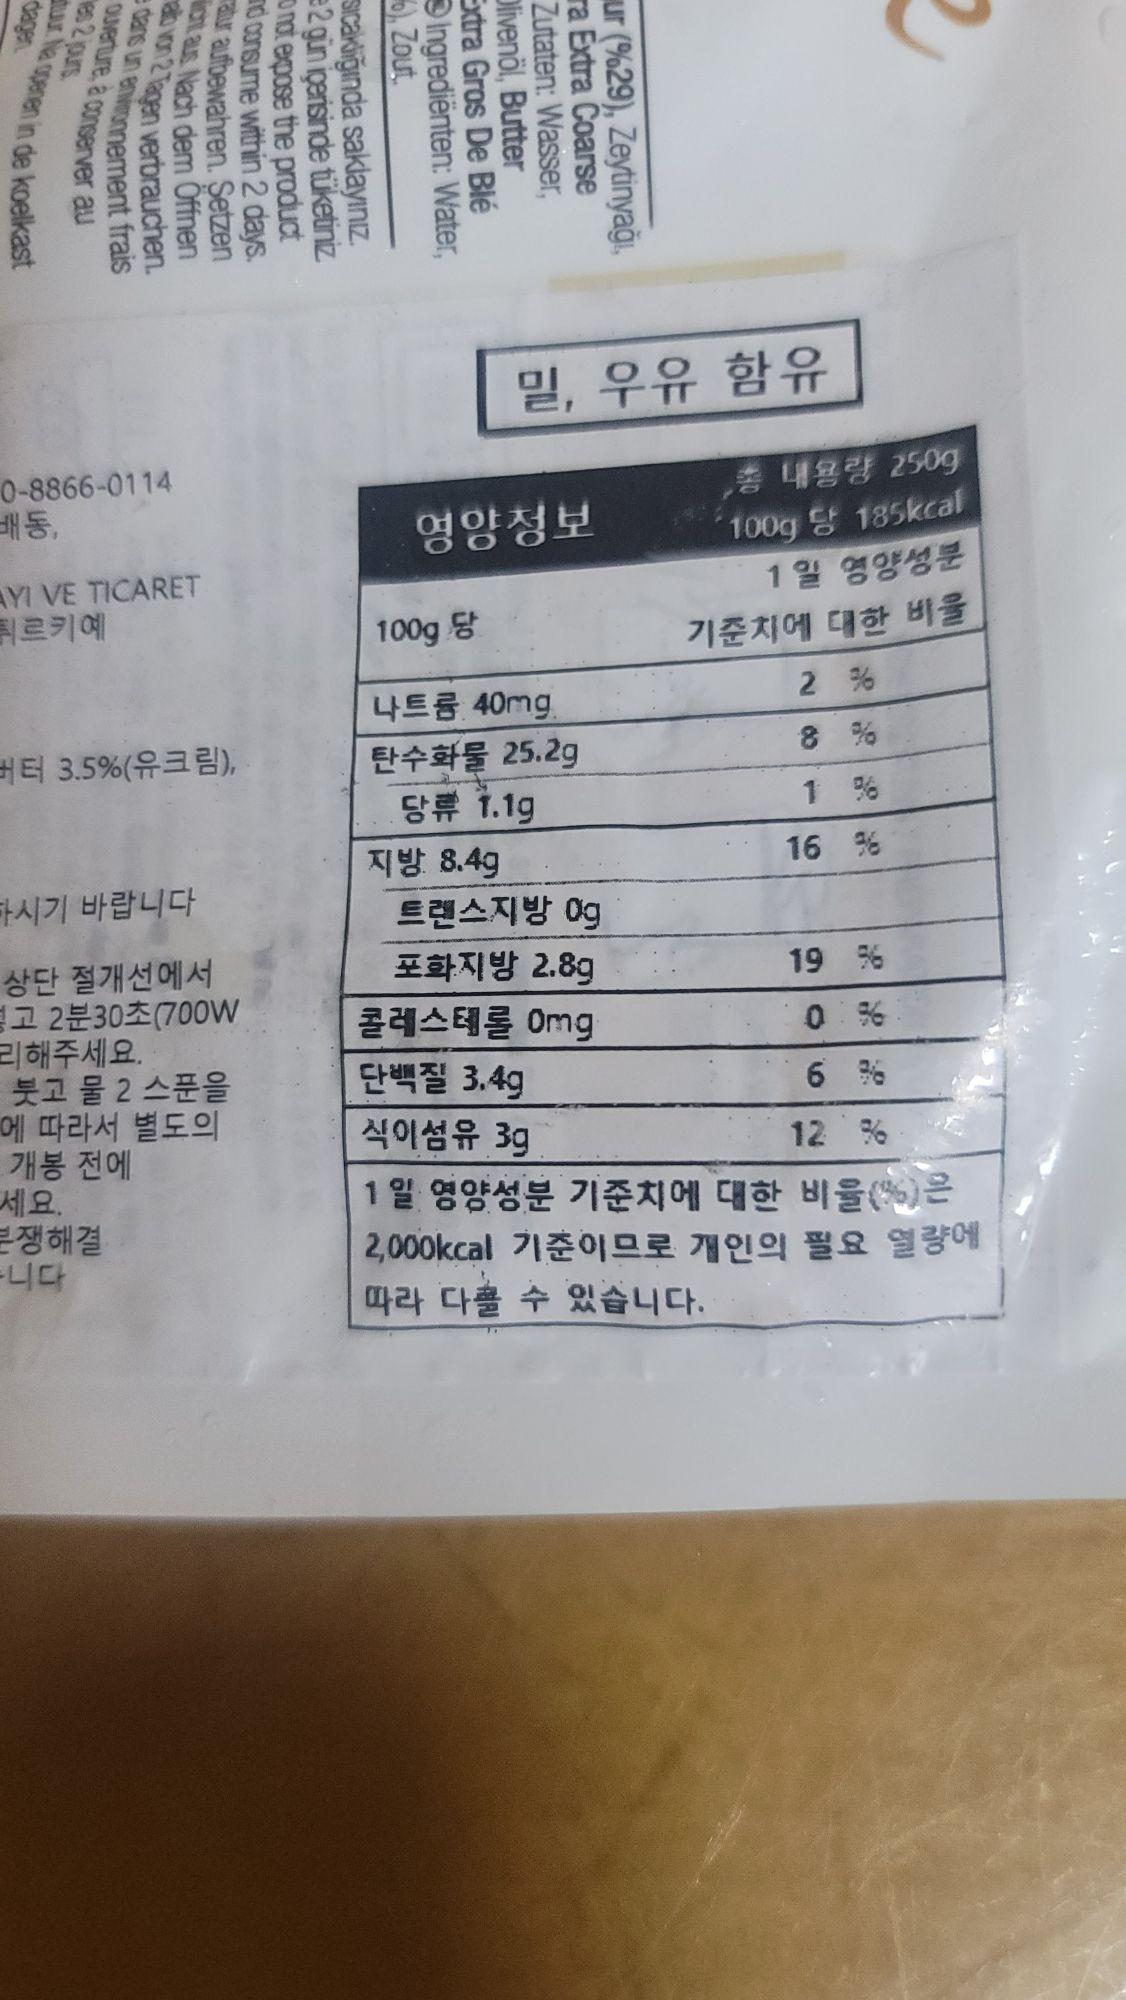 ur (%29), Zeytinyağı,
ra Extra Coarse
Zutaten: Wasser,
Olivenöl, Butter
Extra Gros De Blé
Ingrediënten: Water,
%), Zout.
sıcaklığında saklayınız.
e 2 gün içerisinde tüketiniz
o not expose the product
nd consume within 2 days.
atur aufbewahren. Setzen
licht aus. Nach dem Öffnen
von 2 Tagen verbrauchen.
dans un environnement frais
ouverture, à conserver au
es 2 jours.
tuur. Na openen in de koelkast
dagen.
밀, 우유 함유
영양정보
총 내용량 250g
100g 당 185kcal
100g 당
1 일 영양성분
기준치에 대한 비율
나트륨 40mg 2 %
탄수화물 25.2g 8 %
당류 1.1g 1 %
지방 8.4g 16 %
트랜스지방 0g
포화지방 2.8g 19 %
콜레스테롤 0mg 0 %
단백질 3.4g 6 %
식이섬유 3g 12 %
1 일 영양성분 기준치에 대한 비율(%)은
2,000kcal 기준이므로 개인의 필요 열량에
따라 다를 수 있습니다.
0-8866-0114
배동,
AYI VE TICARET
튀르키예
버터 3.5%(유크림),
하시기 바랍니다
상단 절개선에서
넣고 2분30초(700W
리해주세요.
붓고 물 2 스푼을
에 따라서 별도의
개봉 전에
세요.
분쟁해결
니다